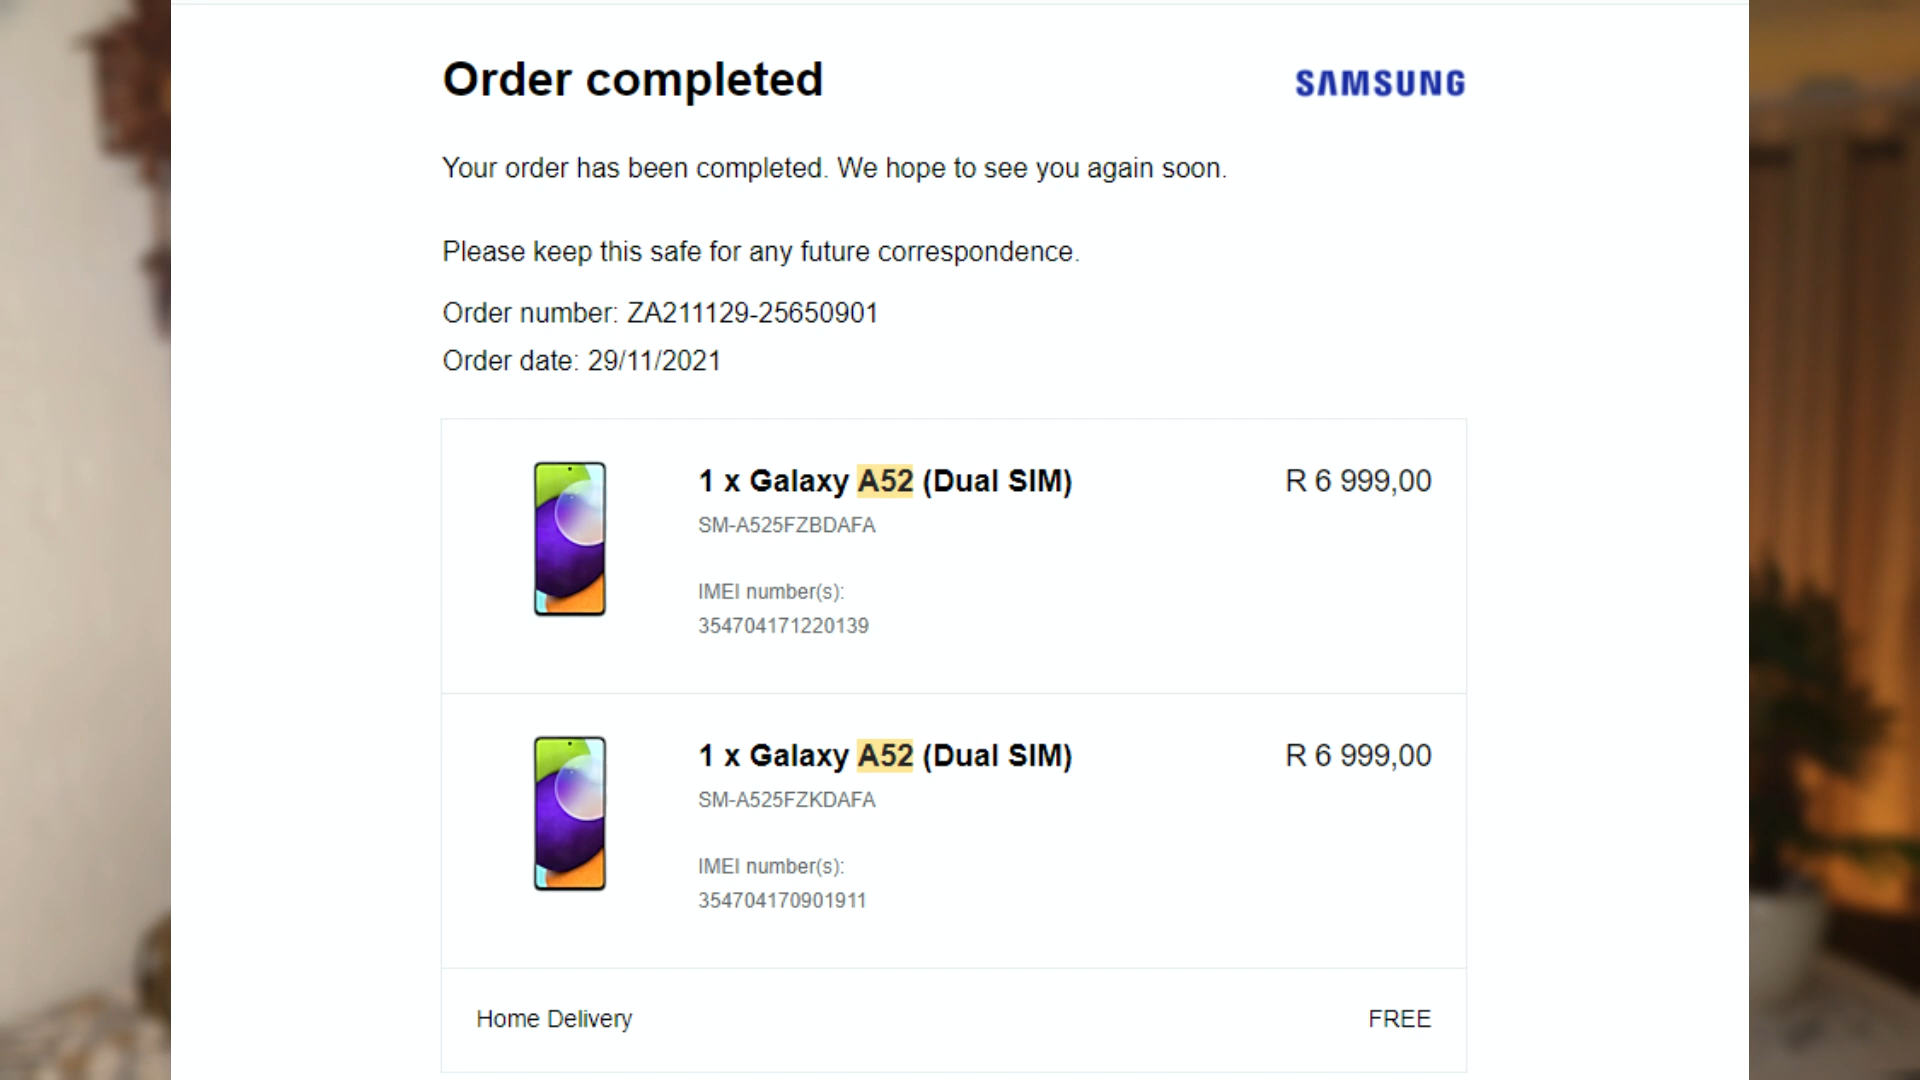 Order completed
SAMSUNG
Your order has been completed. We hope to see you again soon.
Please keep this safe for any future correspondence.
Order number: ZA211129-25650901
Order date: 29/11/2021
1 x Galaxy A52 (Dual SIM)
R 6 999,00
SM-A525FZBDAFA
IMEI number(s):
354704171220139
1 x Galaxy A52 (Dual SIM)
R 6 999,00
SM-A525FZKDAFA
IMEI number(s):
354704170901911
Home Delivery
FREE